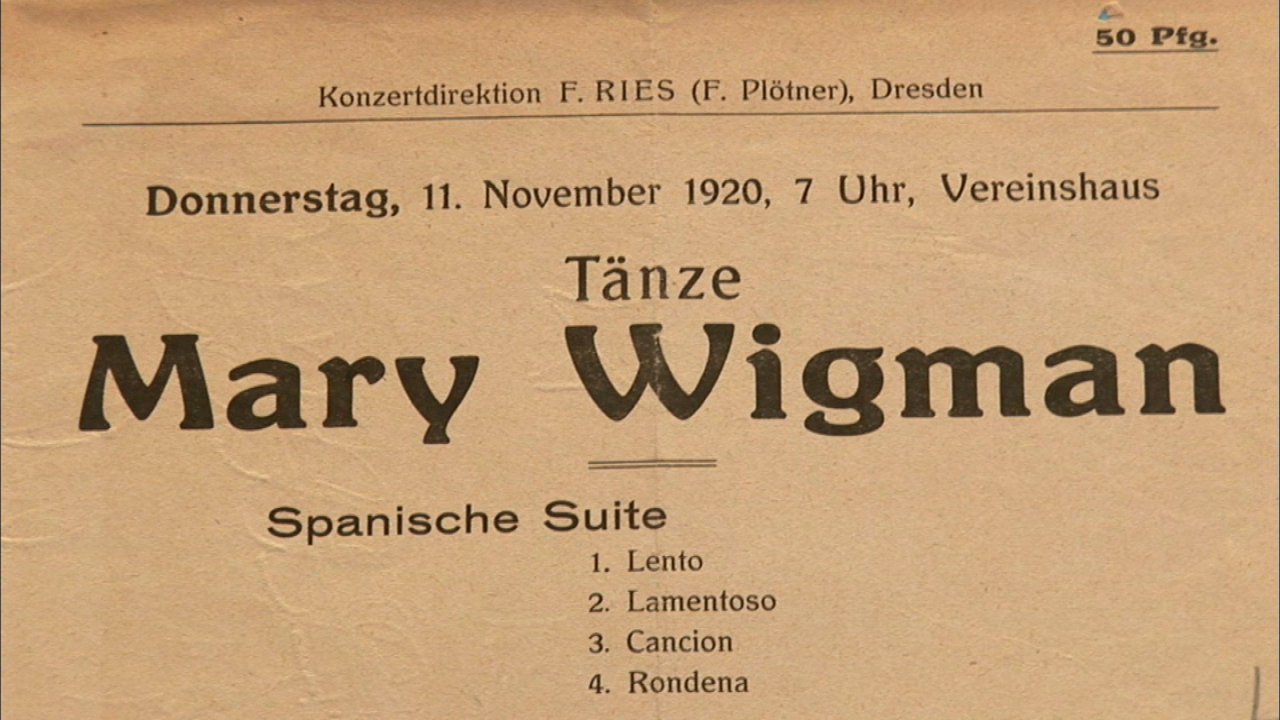 50 Pfg.
Konzertdirektion F. RIES (F. Plötner), Dresden
Donnerstag, 11. November 1920, 7 Uhr, Vereinshaus
Tänze
Mary Wigman
Spanische Suite
1. Lento
2. Lamentoso
3. Cancion
4. Rondena